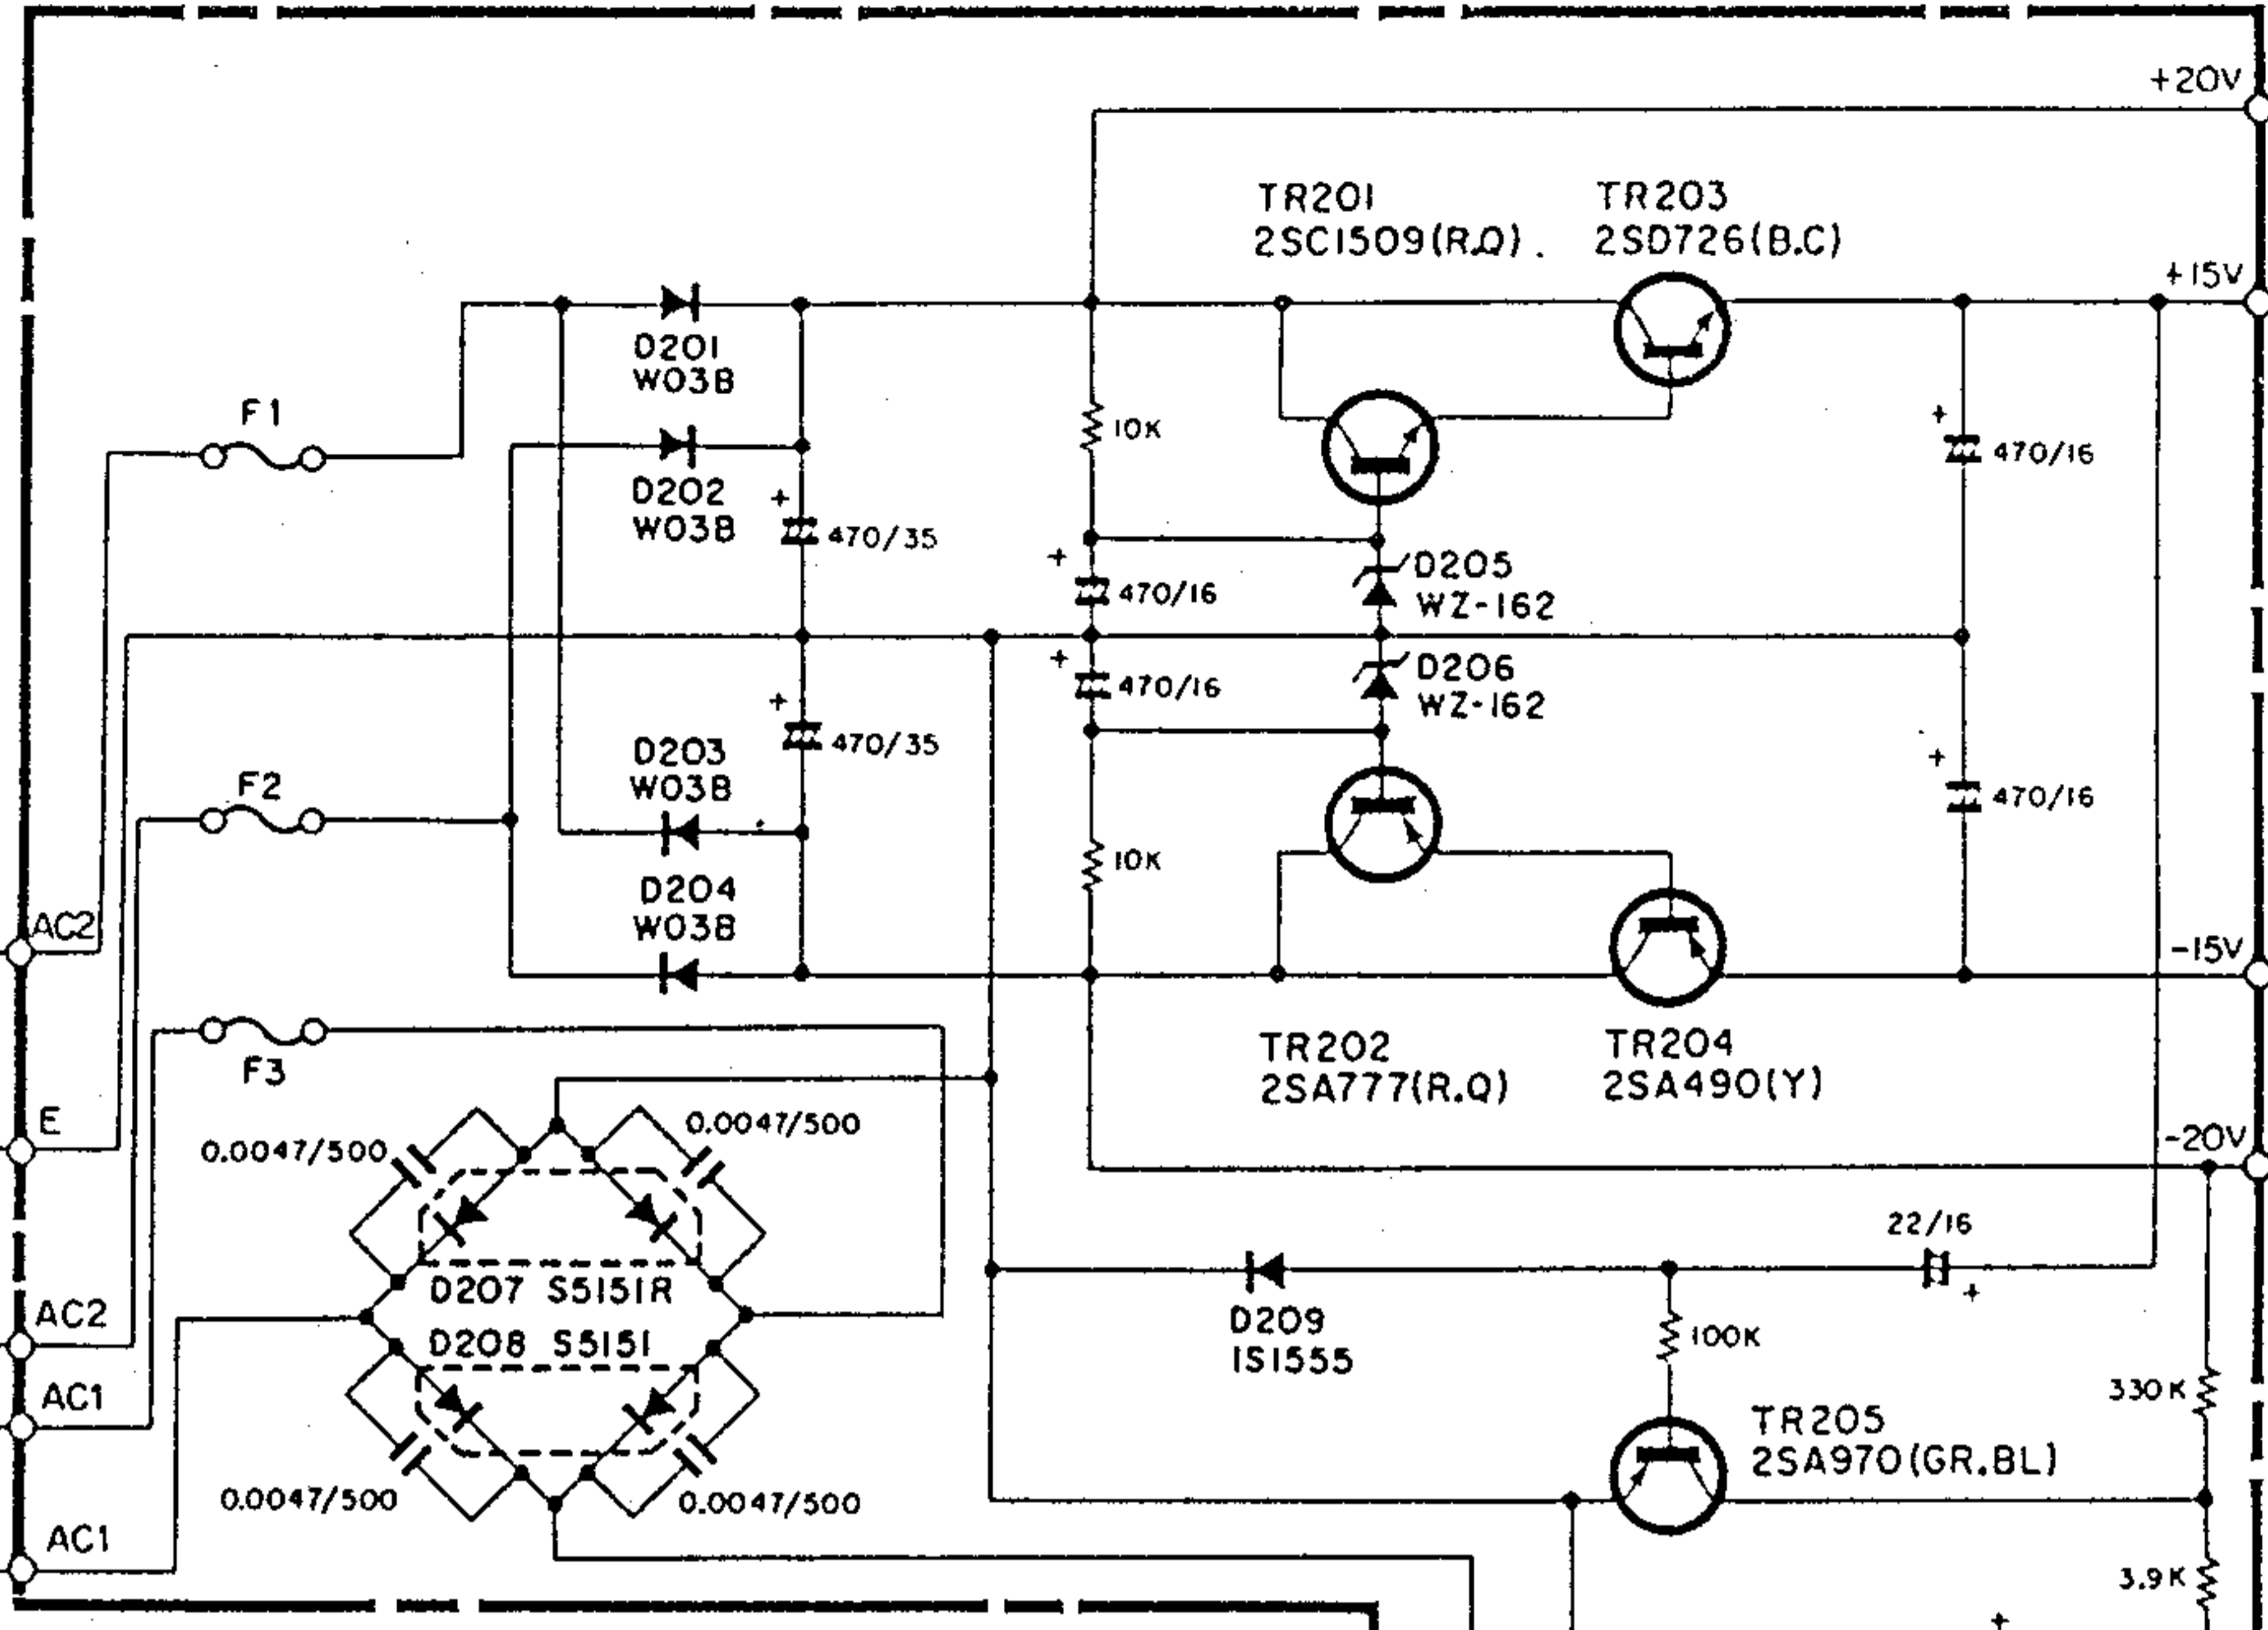 +20V
TR201
2SC1509(R.Q).
TR203
2SD726(B.C)
+15V
D201
W03B
F1
10K
+
470/16
D202
W03B
+
470/35
+
470/16
D205
WZ-162
+
470/16
D206
WZ-162
+
470/35
D203
W03B
F2
+
470/16
10K
D204
W03B
AC2
-15V
F3
TR202
2SA777(R.Q)
TR204
2SA490(Y)
E
0.0047/500
0.0047/500
-20V
22/16
+
D207 S5151R
AC2
D208 S5151
D209
1S1555
100K
AC1
330K
TR205
2SA970(GR.BL)
0.0047/500
0.0047/500
AC1
3.9K
+